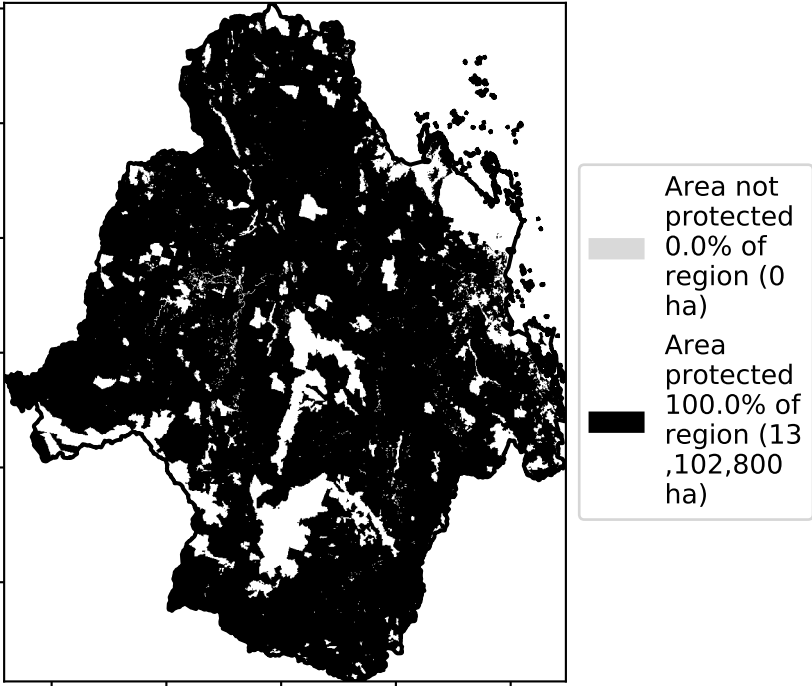 Area not
protected
0.0% of
region (0
ha)
Area
protected
100.0% of
region (13
,102,800
ha)